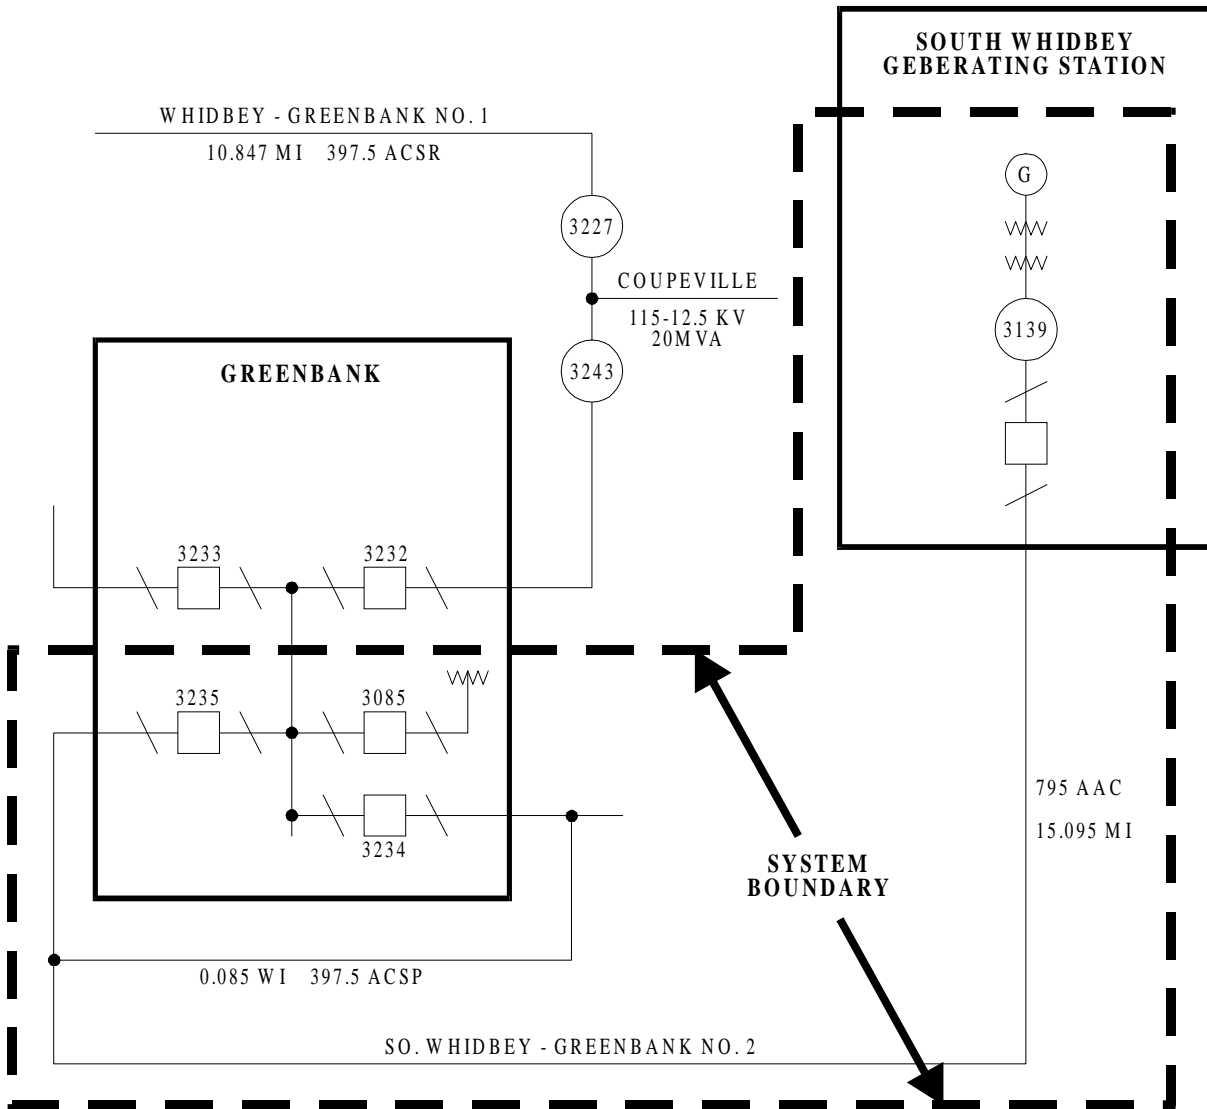 SOUTH WHIDBEY
GEBERATING STATION
WHIDBEY - GREENBANK NO. 1
10.847 MI 397.5 ACSR
G
3227
COUPEVILLE
115-12.5 KV
20MVA
3139
3243
GREENBANK
3233
3232
3235
3085
3234
795 AAC
15.095 MI
SYSTEM
BOUNDARY
0.085 WI 397.5 ACSP
SO. WHIDBEY - GREENBANK NO. 2